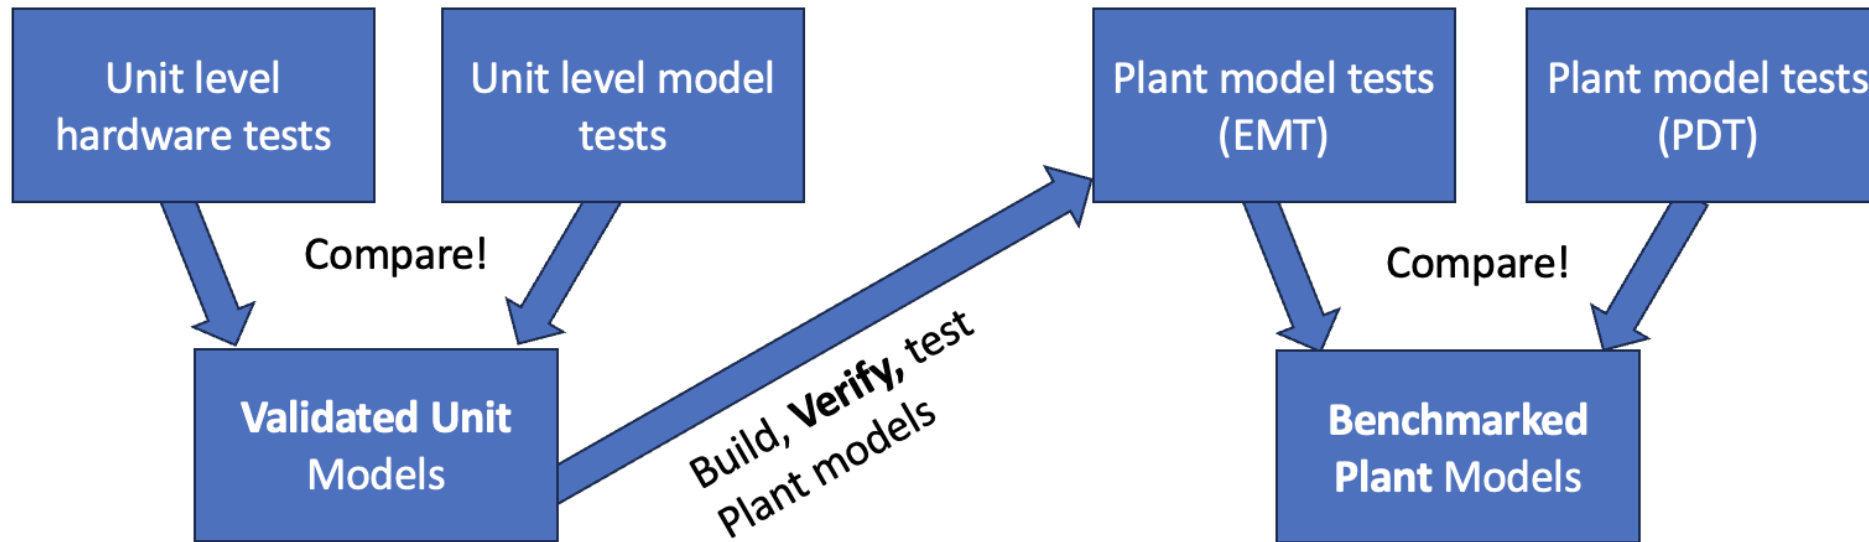 Unit level
hardware tests
Unit level model
tests
Compare!
Validated Unit
Models
Build, Verify, test
Plant models
Plant model tests
(EMT)
Plant model tests
(PDT)
Compare!
Benchmarked
Plant Models